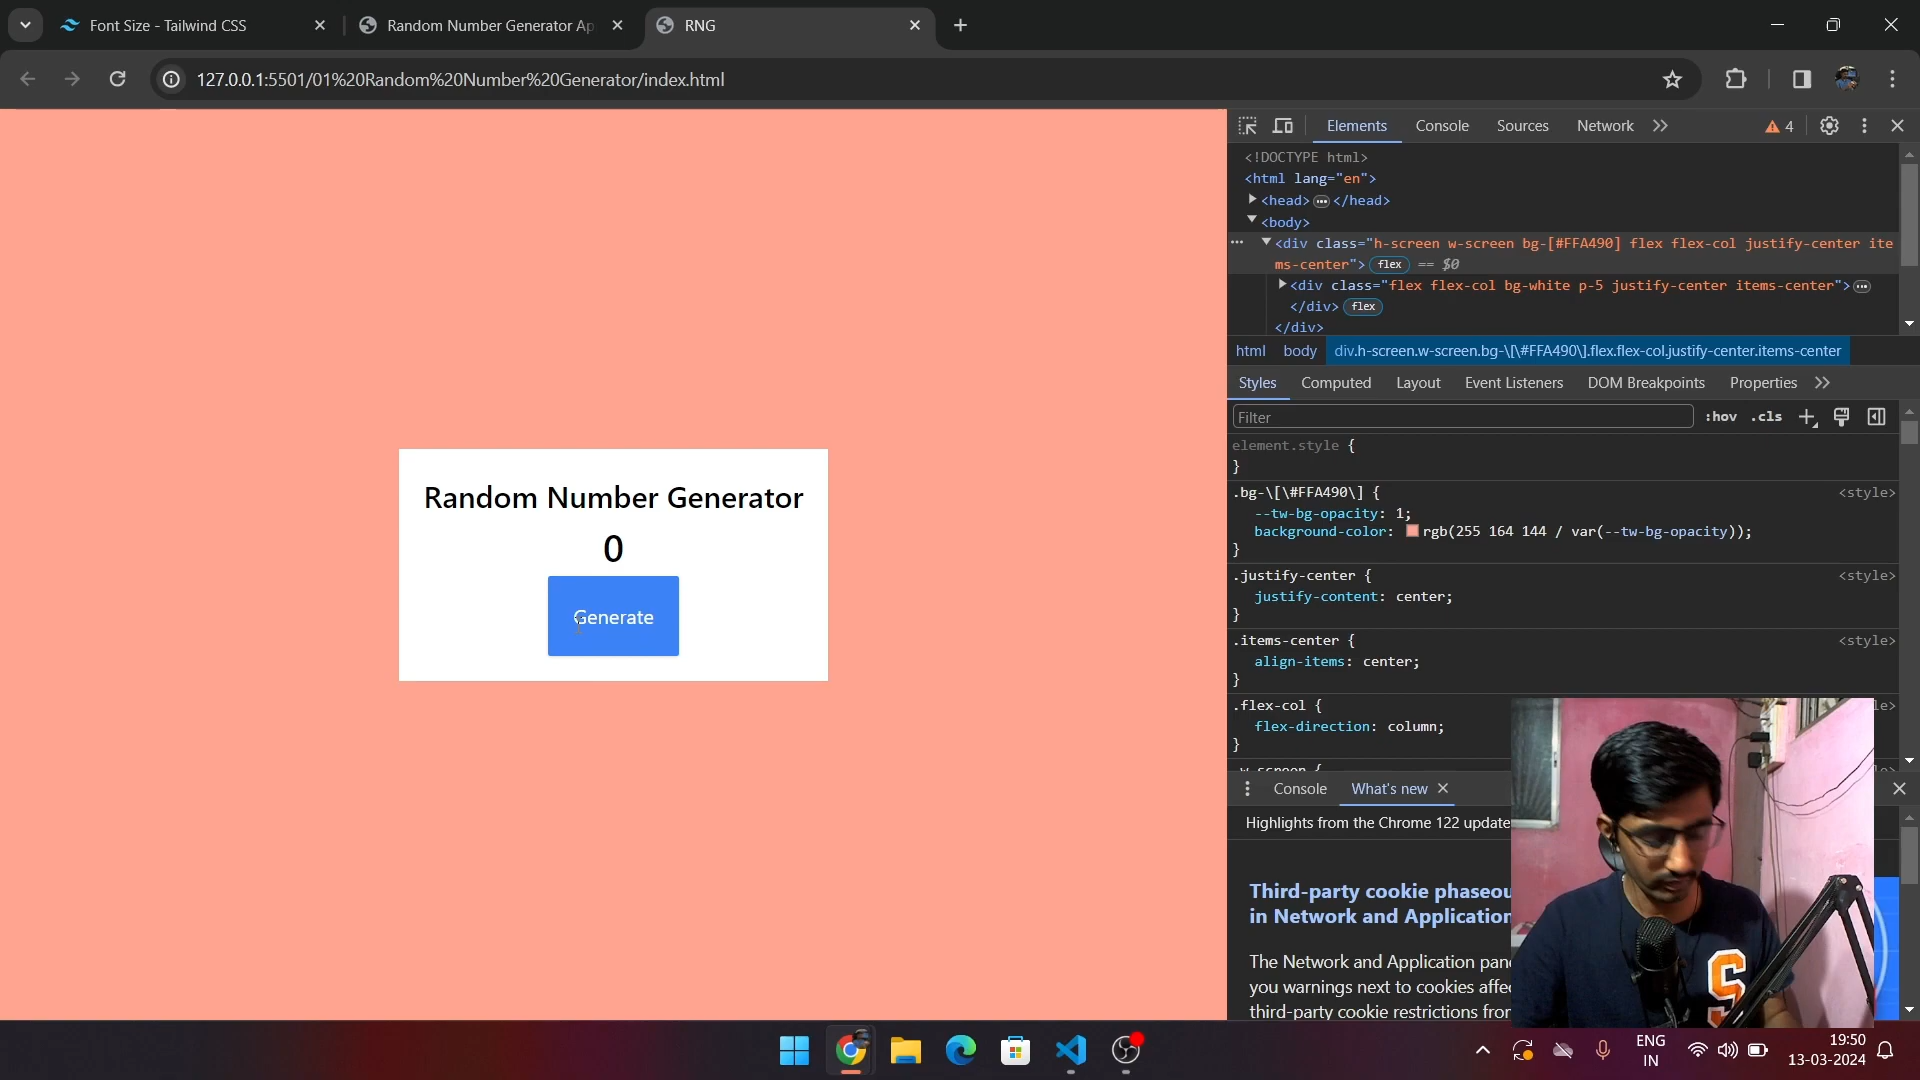 Font Size - Tailwind CSS
Random Number Generator Ap
RNG
127.0.0.1:5501/01%20Random%20Number%20Generator/index.html
Elements
Console
Sources
Network
4
<!DOCTYPE html>
<html lang="en">
<head> ••• </head>
<body>
••• <div class="h-screen w-screen bg-[#FFA490] flex flex-col justify-center ite
ms-center"> flex == $0
<div class="flex flex-col bg-white p-5 justify-center items-center"> •••
</div> flex
</div>
html body div.h-screen.w-screen.bg-\[\#FFA490\].flex.flex-col.justify-center.items-center
Styles Computed Layout Event Listeners DOM Breakpoints Properties
Filter :hov .cls
element.style {
}
.bg-\[\#FFA490\] { <style>
--tw-bg-opacity: 1;
background-color: rgb(255 164 144 / var(--tw-bg-opacity));
}
.justify-center { <style>
justify-content: center;
}
.items-center { <style>
align-items: center;
}
.flex-col { le>
flex-direction: column;
}
Console What's new
Highlights from the Chrome 122 update
Third-party cookie phaseou
in Network and Application
The Network and Application pane
you warnings next to cookies affe
third-party cookie restrictions fro
Random Number Generator
0
Generate
ENG
IN
19:50
13-03-2024